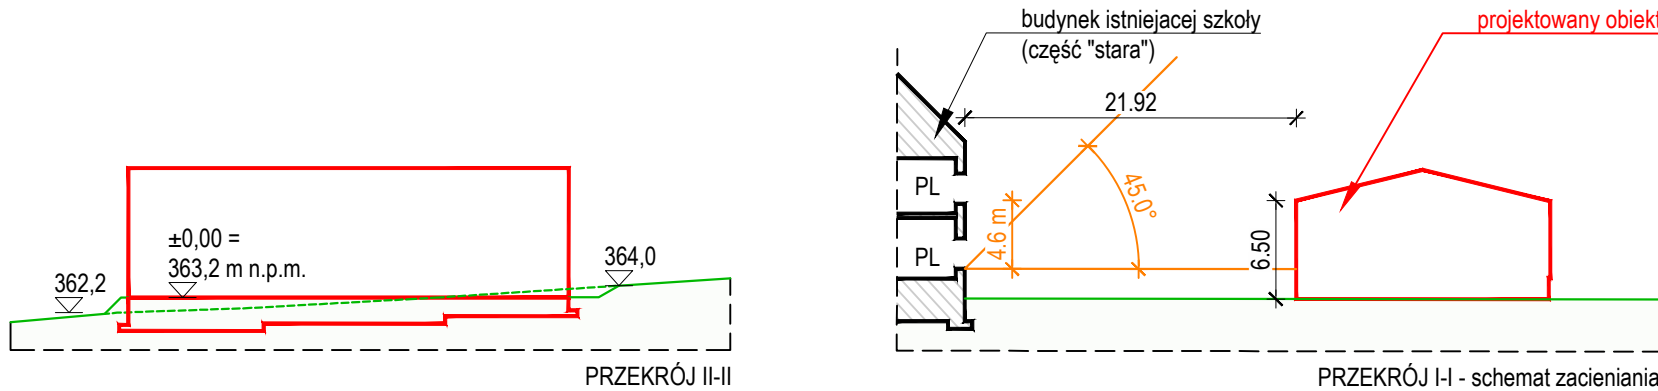 362,2
±0,00 =
363,2 m n.p.m.
364,0
PRZEKRÓJ II-II
budynek istniejacej szkoły
(część "stara")
projektowany obiekt
21.92
PL
PL
4.6 m
45.0°
6.50
PRZEKRÓJ I-I - schemat zacieniania